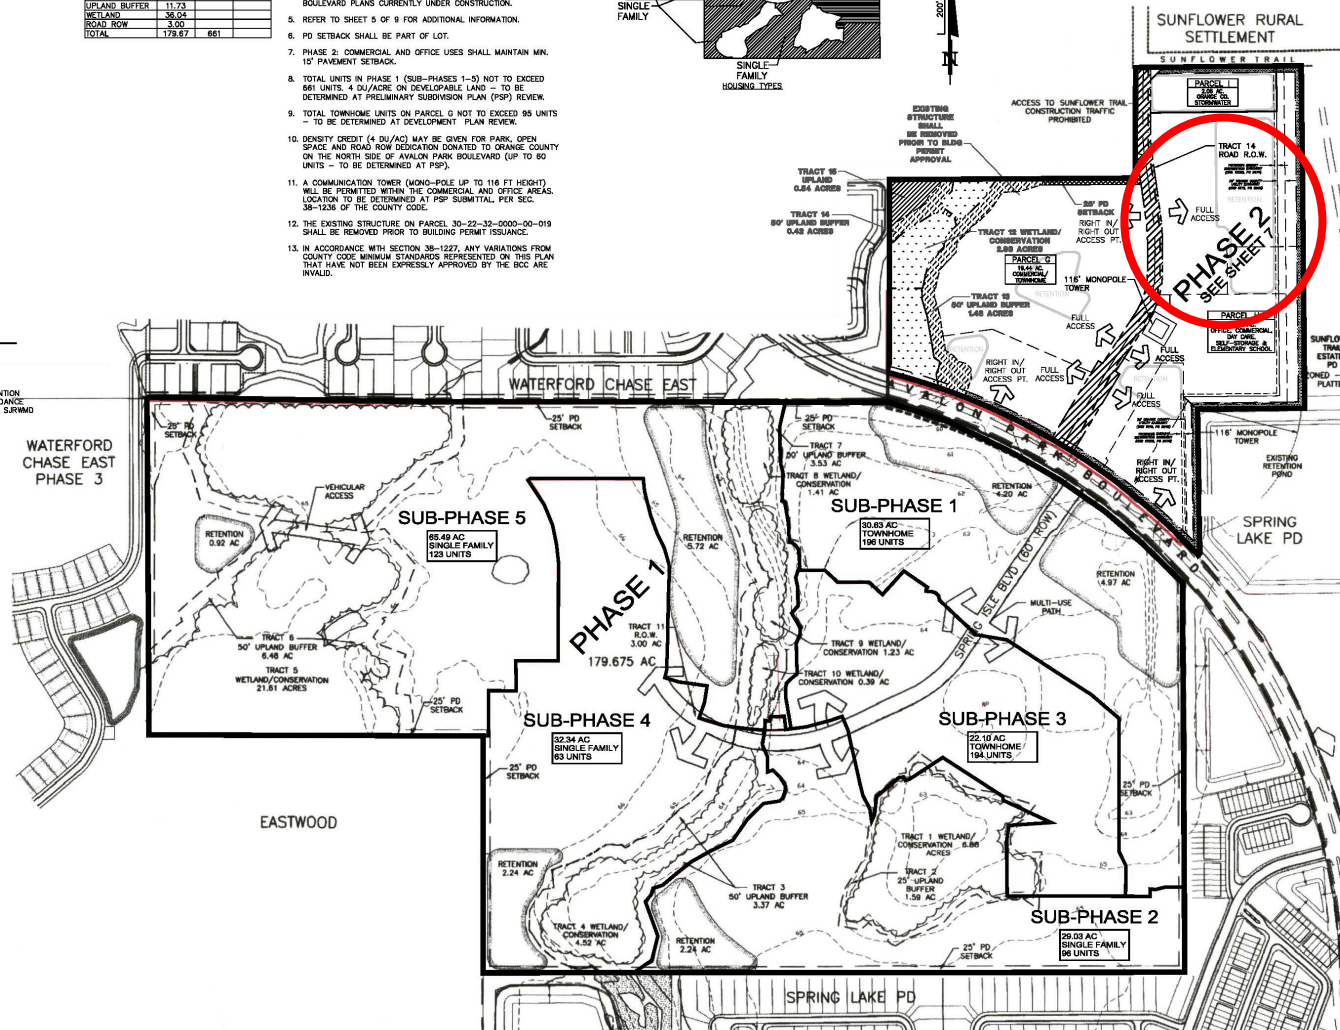 UPLAND BUFFER 11.73
WETLAND 36.04
ROAD ROW 3.00
TOTAL 179.67 661
BOULEVARD PLANS CURRENTLY UNDER CONSTRUCTION.
5. REFER TO SHEET 5 OF 9 FOR ADDITIONAL INFORMATION.
6. PD SETBACK SHALL BE PART OF LOT.
7. PHASE 2: COMMERCIAL AND OFFICE USES SHALL MAINTAIN MIN.
15' PAVEMENT SETBACK.
8. TOTAL UNITS IN PHASE 1 (SUB-PHASES 1-5) NOT TO EXCEED
661 UNITS. 4 DU/ACRE ON DEVELOPABLE LAND - TO BE
DETERMINED AT PRELIMINARY SUBDIVISION PLAN (PSP) REVIEW.
9. TOTAL TOWNHOME UNITS ON PARCEL G NOT TO EXCEED 95 UNITS
- TO BE DETERMINED AT DEVELOPMENT PLAN REVIEW.
10. DENSITY CREDIT (4 DU/AC) MAY BE GIVEN FOR PARK, OPEN
SPACE AND ROAD ROW DEDICATION DONATED TO ORANGE COUNTY
ON THE NORTH SIDE OF AVALON PARK BOULEVARD (UP TO 60
UNITS - TO BE DETERMINED AT PSP).
11. A COMMUNICATION TOWER (MONO-POLE UP TO 116 FT HEIGHT)
WILL BE PERMITTED WITHIN THE COMMERCIAL AND OFFICE AREAS.
LOCATION TO BE DETERMINED AT PSP SUBMITTAL, PER SEC.
38-1236 OF THE COUNTY CODE.
12. THE EXISTING STRUCTURE ON PARCEL 30-22-32-0000-00-019
SHALL BE REMOVED PRIOR TO BUILDING PERMIT ISSUANCE.
13. IN ACCORDANCE WITH SECTION 38-1227, ANY VARIATIONS FROM
COUNTY CODE MINIMUM STANDARDS REPRESENTED ON THIS PLAN
THAT HAVE NOT BEEN EXPRESSLY APPROVED BY THE BCC ARE
INVALID.
SINGLE
FAMILY
SINGLE
FAMILY
HOUSING TYPES
200'
N
SUNFLOWER RURAL
SETTLEMENT
SUNFLOWER TRAIL
PARCEL I
ORANGE CO.
STORMWATER
ACCESS TO SUNFLOWER TRAIL
CONSTRUCTION TRAFFIC
PROHIBITED
EXISTING
STRUCTURE
SHALL
BE REMOVED
PRIOR TO BLDG
PERMIT
APPROVAL
TRACT 14
ROAD R.O.W.
TRACT 15
UPLAND
0.54 ACRES
TRACT 14
50' UPLAND BUFFER
0.42 ACRES
25' PD
SETBACK
RIGHT IN/
RIGHT OUT
ACCESS PT.
FULL
ACCESS
PHASE 2
SEE SHEET 7
TRACT 12 WETLAND/
CONSERVATION
2.93 ACRES
PARCEL G
19.44 AC.
COMMERCIAL/
TOWNHOME
116' MONOPOLE
TOWER
RETENTION
TRACT 13
50' UPLAND BUFFER
1.48 ACRES
FULL
ACCESS
RETENTION
RIGHT IN/
RIGHT OUT
ACCESS PT.
FULL
ACCESS
FULL
ACCESS
RETENTION
FULL
ACCESS
PARCEL H
OFFICE, COMMERCIAL,
DAY CARE,
SELF-STORAGE &
ELEMENTARY SCHOOL
RIGHT IN/
RIGHT OUT
ACCESS PT.
116' MONOPOLE
TOWER
EXISTING
RETENTION
POND
SPRING
LAKE PD
AVALON PARK BOULEVARD
WATERFORD CHASE EAST
WATERFORD
CHASE EAST
PHASE 3
25' PD
SETBACK
25' PD
SETBACK
25' PD
SETBACK
VEHICULAR
ACCESS
RETENTION
0.92 AC
SUB-PHASE 5
65.49 AC
SINGLE FAMILY
123 UNITS
RETENTION
5.72 AC
TRACT 7
50' UPLAND BUFFER
3.53 AC
TRACT 8 WETLAND/
CONSERVATION
1.41 AC
SUB-PHASE 1
30.63 AC
TOWNHOME
196 UNITS
RETENTION
4.20 AC
RETENTION
4.97 AC
SPRING ISLE BLVD (60' ROW)
MULTI-USE
PATH
PHASE 1
179.675 AC
TRACT 11
R.O.W.
3.00 AC
TRACT 9 WETLAND/
CONSERVATION 1.23 AC
TRACT 10 WETLAND/
CONSERVATION 0.39 AC
TRACT 6
50' UPLAND BUFFER
6.48 AC
TRACT 5
WETLAND/CONSERVATION
21.61 ACRES
25' PD
SETBACK
SUB-PHASE 4
32.34 AC
SINGLE FAMILY
63 UNITS
SUB-PHASE 3
22.10 AC
TOWNHOME
194 UNITS
25' PD
SETBACK
25' PD
SETBACK
EASTWOOD
RETENTION
2.24 AC
TRACT 1 WETLAND/
CONSERVATION 6.86
ACRES
TRACT 2
25' UPLAND
BUFFER
1.59 AC
TRACT 3
50' UPLAND BUFFER
3.37 AC
TRACT 4 WETLAND/
CONSERVATION
4.52 AC
RETENTION
2.24 AC
SUB-PHASE 2
29.03 AC
SINGLE FAMILY
96 UNITS
25' PD
SETBACK
SPRING LAKE PD